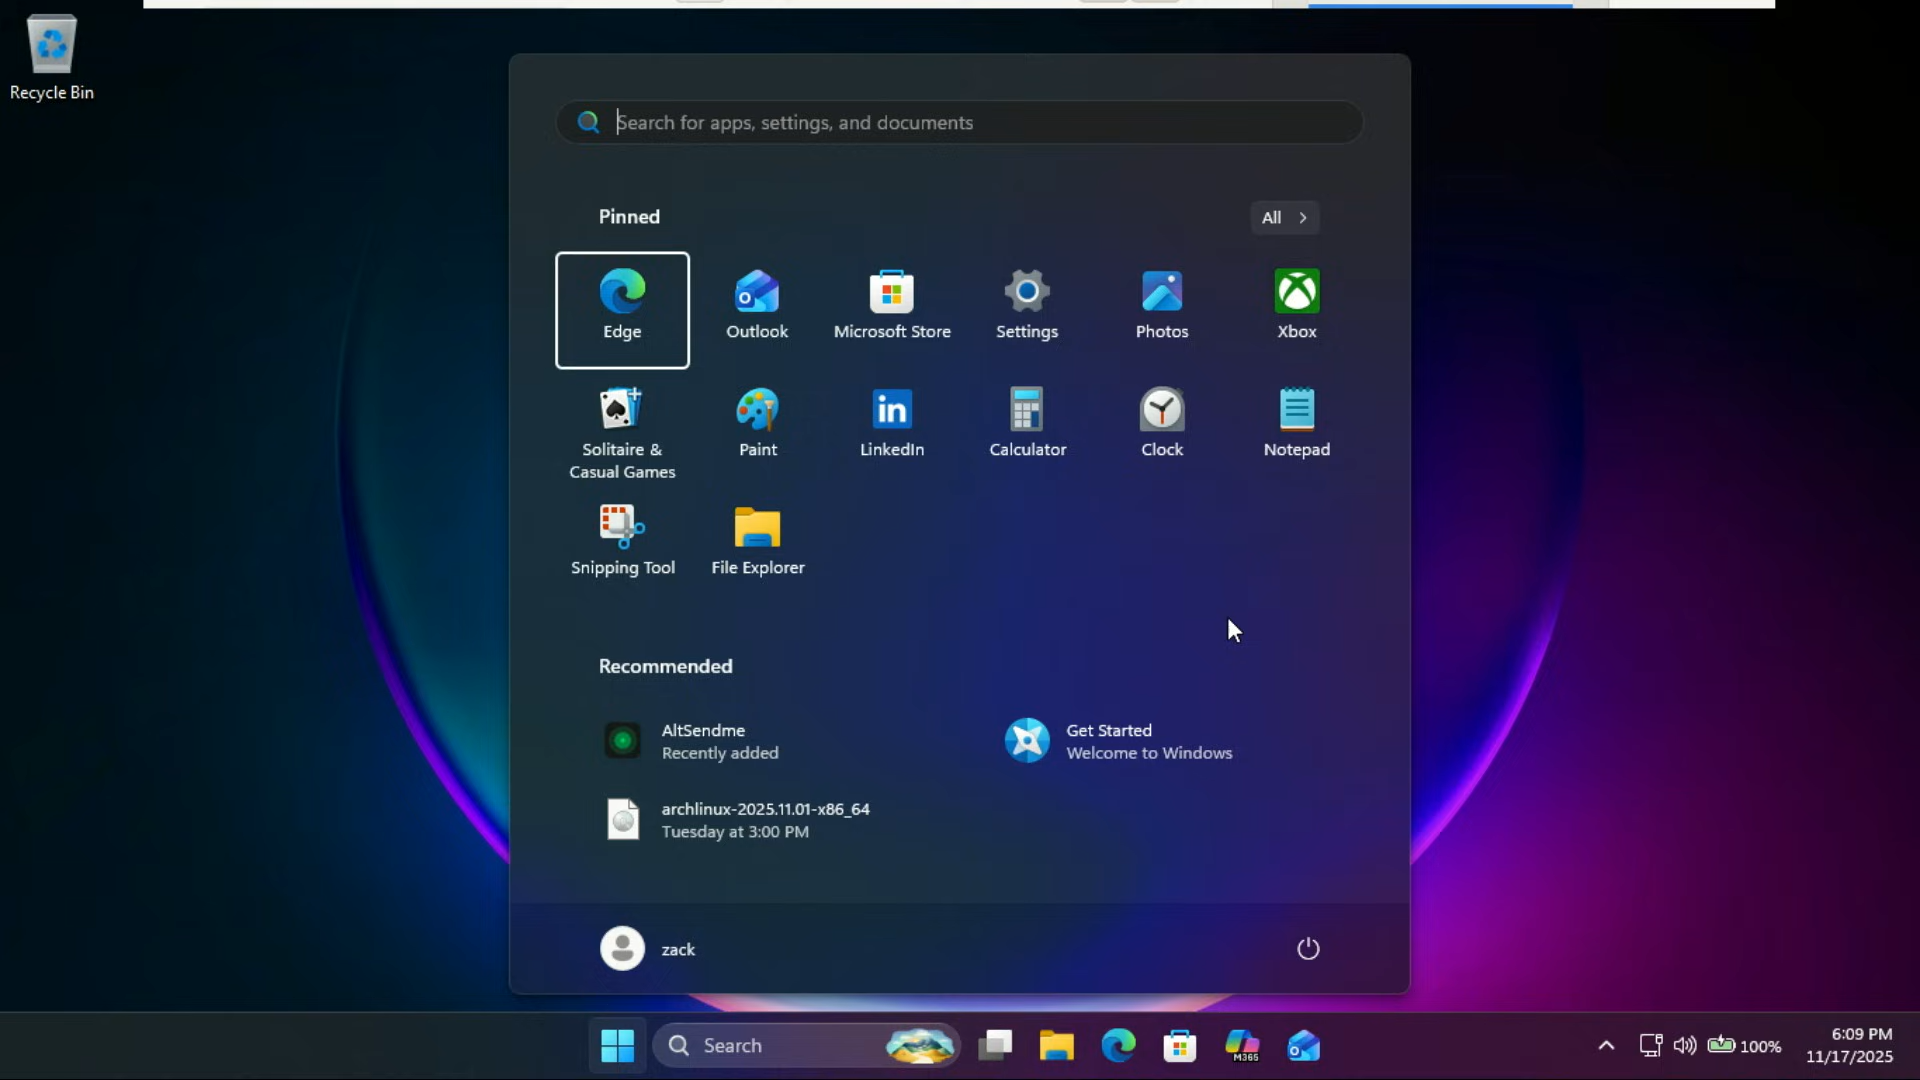 Recycle Bin
Search for apps, settings, and documents
Pinned
All
Edge
Outlook
Microsoft Store
Settings
Photos
Xbox
Solitaire &
Casual Games
Paint
LinkedIn
Calculator
Clock
Notepad
Snipping Tool
File Explorer
Recommended
AltSendme
Recently added
Get Started
Welcome to Windows
archlinux-2025.11.01-x86_64
Tuesday at 3:00 PM
zack
Search
M365
100%
6:09 PM
11/17/2025